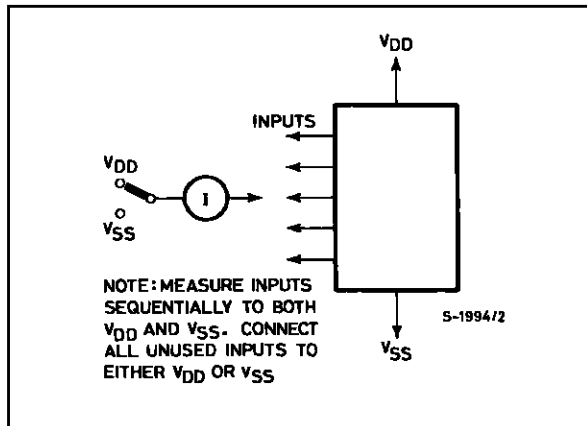 VDD
INPUTS
VDD
I
VSS
NOTE: MEASURE INPUTS
SEQUENTIALLY TO BOTH
VDD AND VSS. CONNECT
ALL UNUSED INPUTS TO
EITHER VDD OR VSS
S-1994/2
VSS